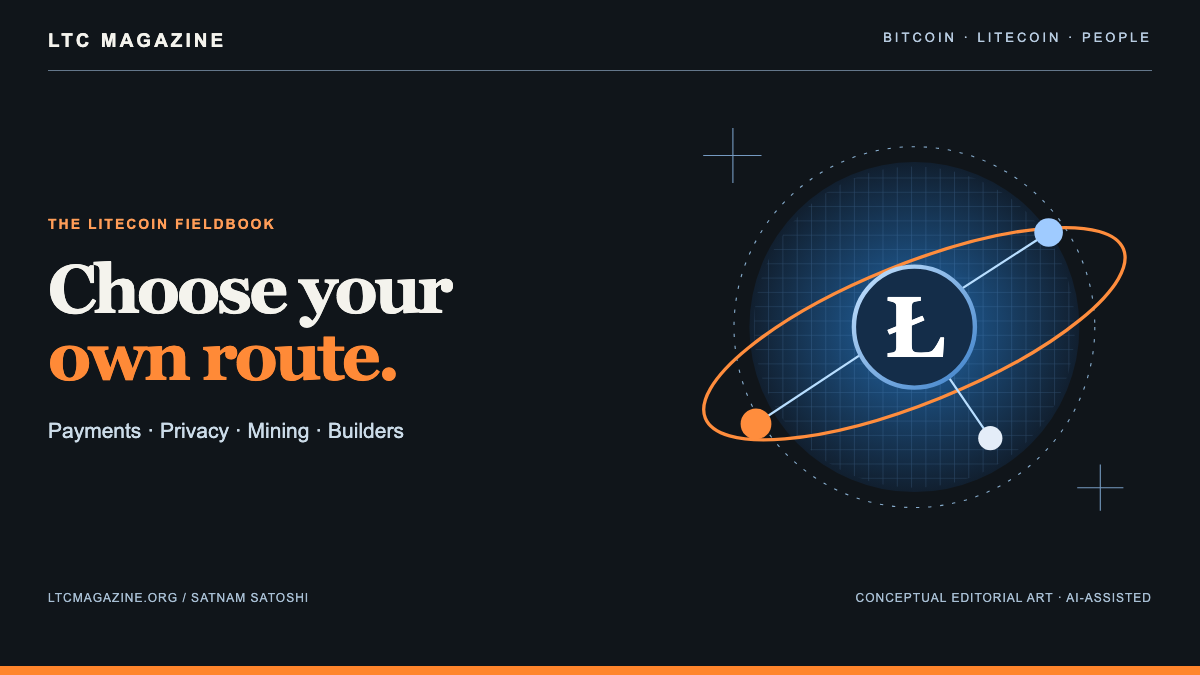 LTC MAGAZINE
BITCOIN · LITECOIN · PEOPLE
THE LITECOIN FIELDBOOK
Choose your
own route.
Payments · Privacy · Mining · Builders
Ł
LTCMAGAZINE.ORG / SATNAM SATOSHI
CONCEPTUAL EDITORIAL ART · AI-ASSISTED